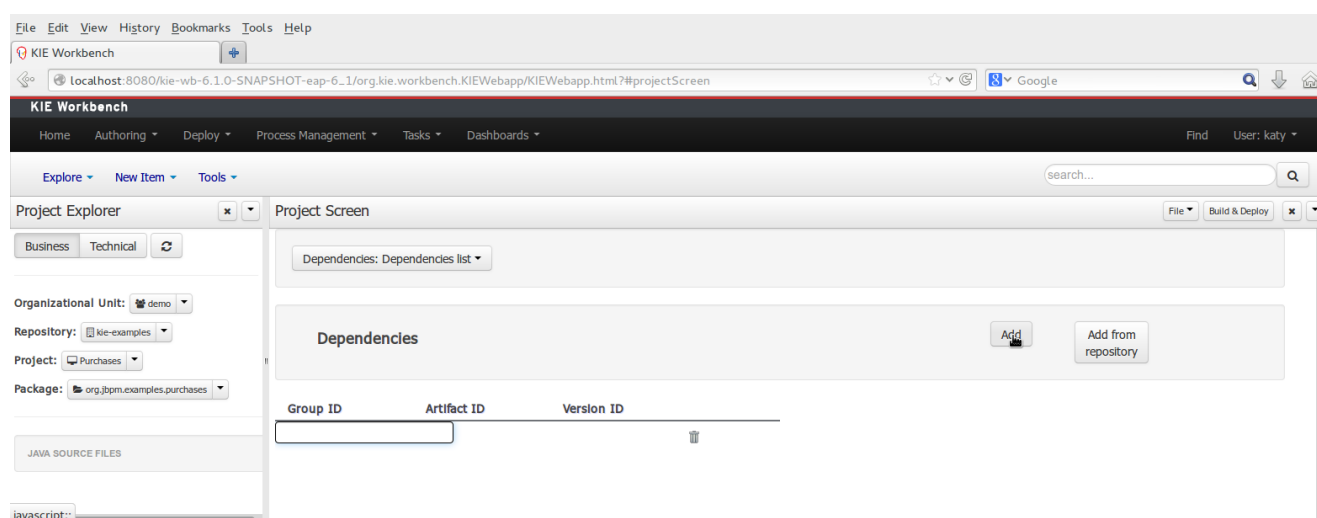 File Edit View History Bookmarks Tools Help
KIE Workbench
localhost:8080/kie-wb-6.1.0-SNAPSHOT-eap-6_1/org.kie.workbench.KIEWebapp/KIEWebapp.html?#projectScreen
Google
KIE Workbench
Home Authoring Deploy Process Management Tasks Dashboards Find User: katy
Explore New Item Tools search...
Project Explorer Project Screen File Build & Deploy
Business Technical
Dependencies: Dependencies list
Organizational Unit: demo
Repository: kie-examples
Dependencies Add Add from
repository
Project: Purchases
Package: org.jbpm.examples.purchases
Group ID Artifact ID Version ID
JAVA SOURCE FILES
javascript:;